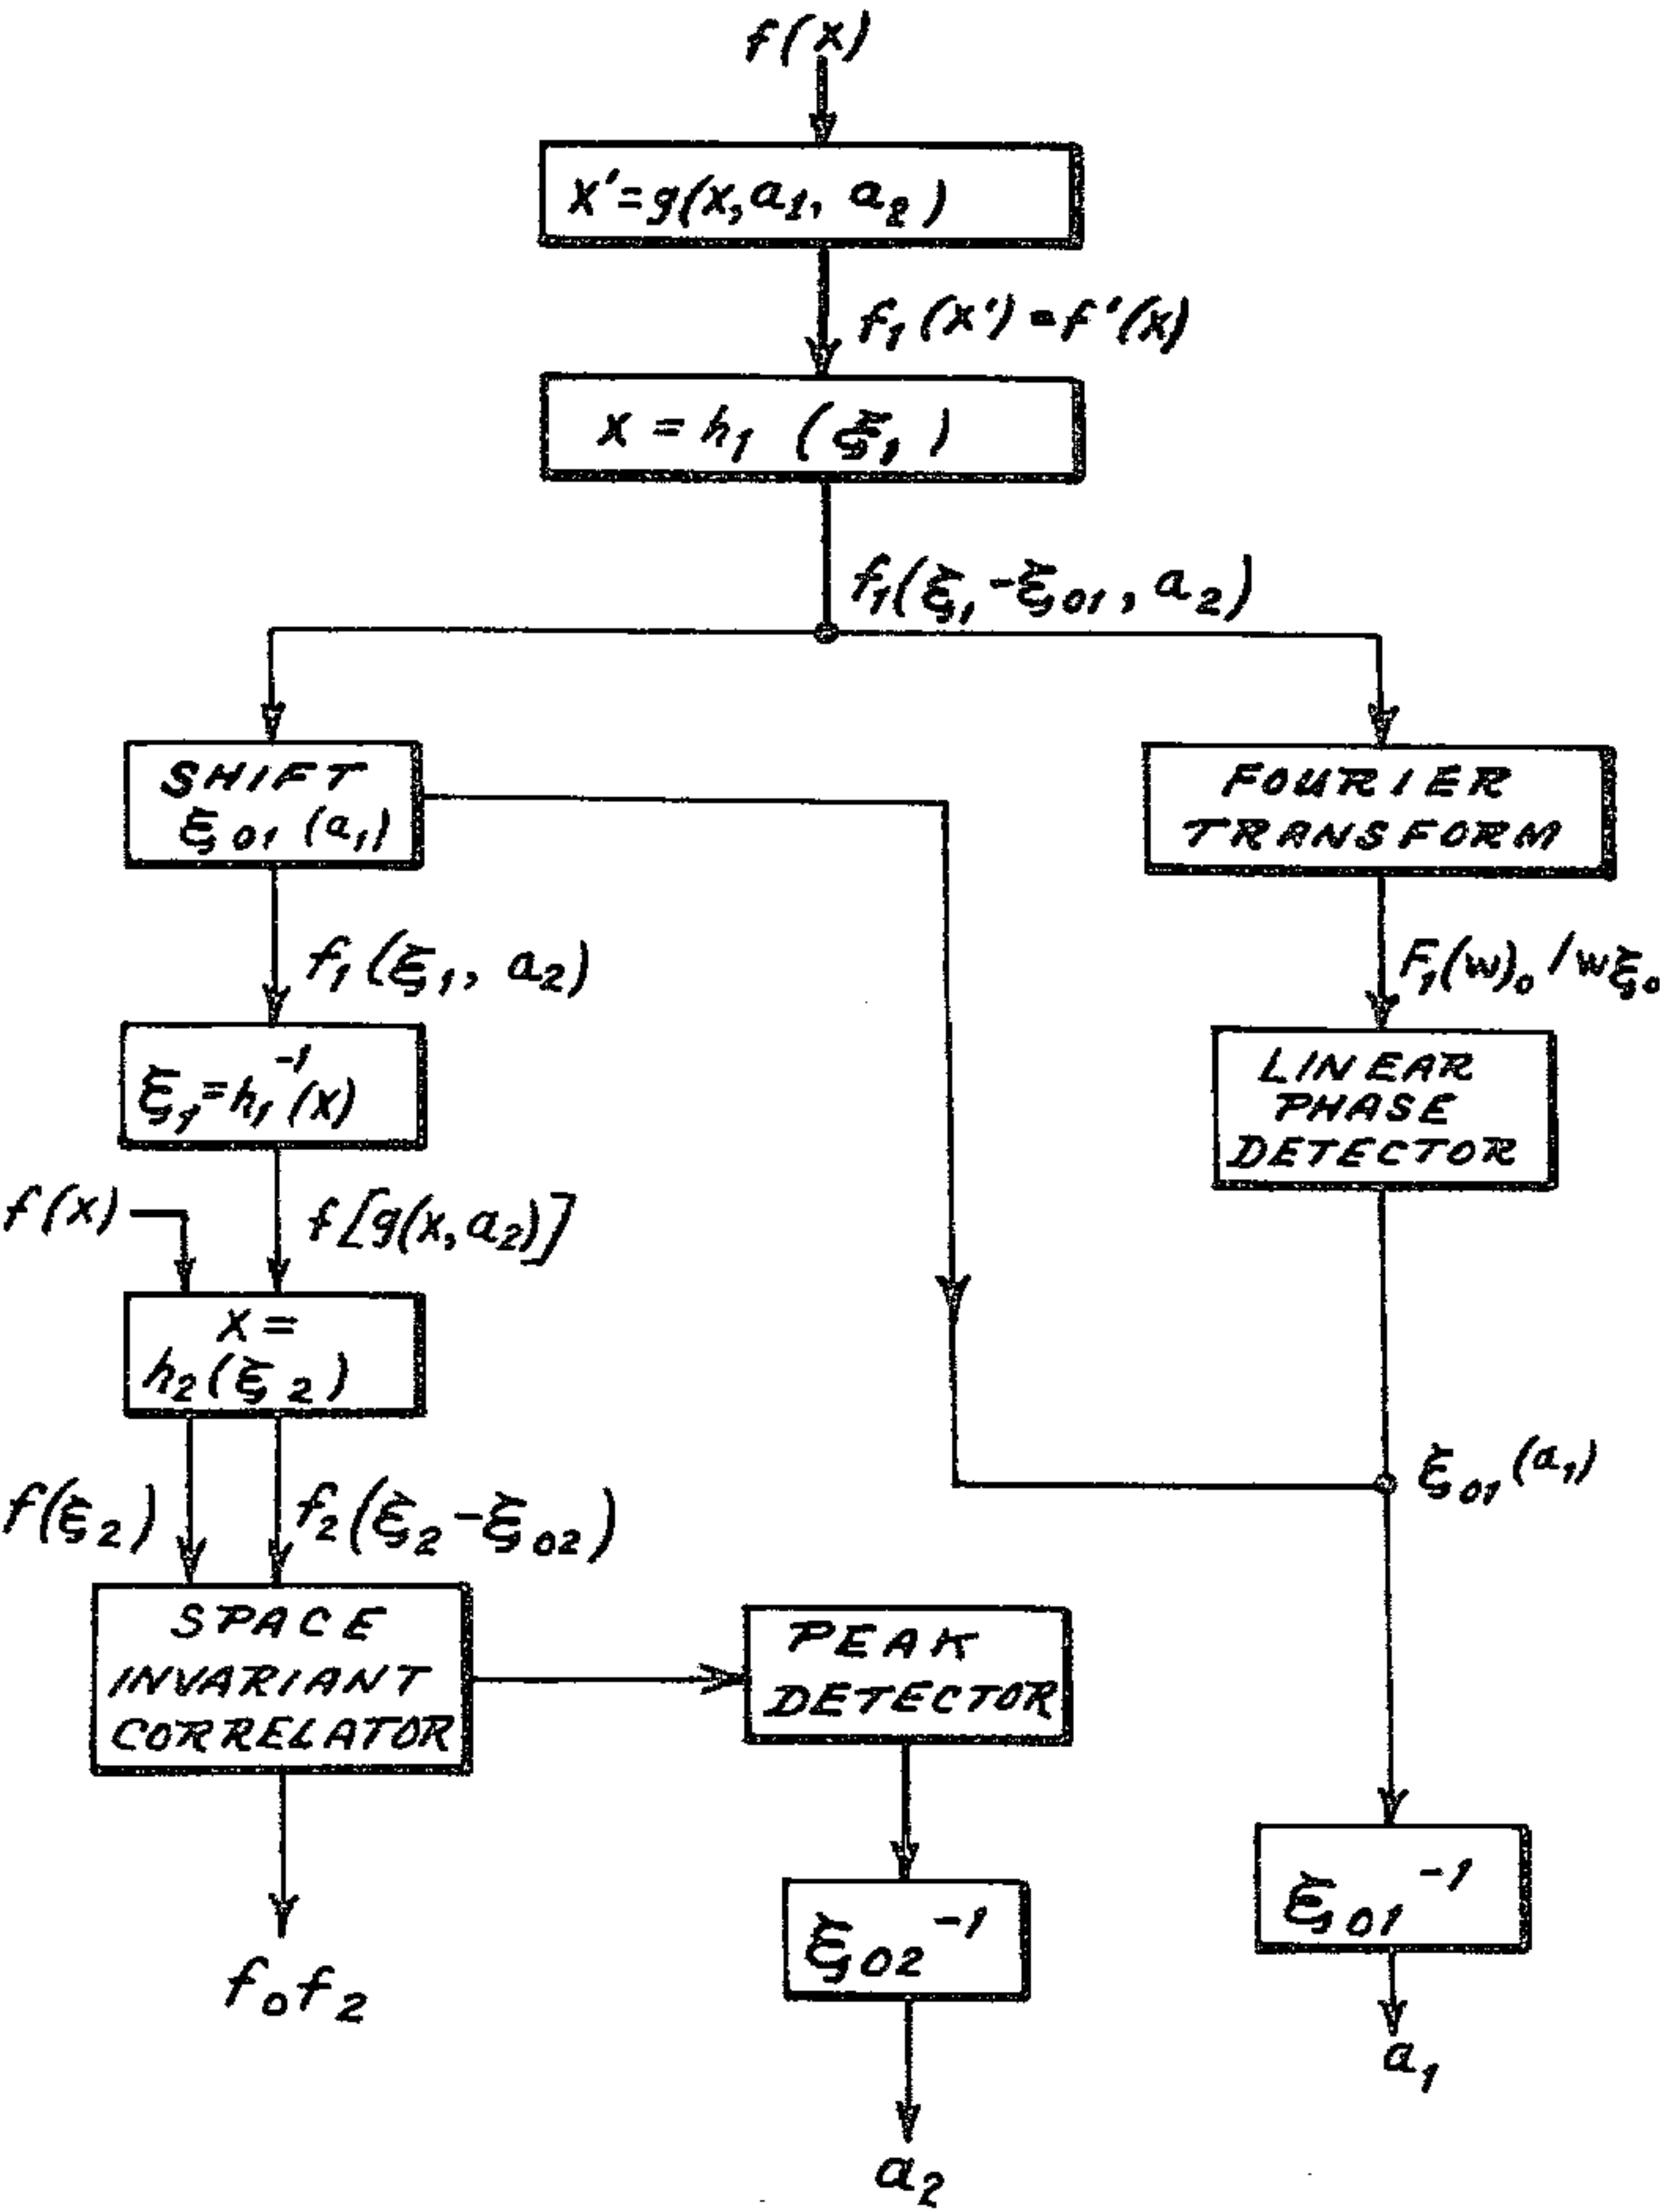 f(x)
x'=g(x, a1, a2)
f1(x')=f'(x)
x = h1 (ξ1)
f1(ξ1-ξ01, a2)
SHIFT
ξ01 (a1)
FOURIER
TRANSFORM
f1(ξ1, a2)
F1(w)0 /wξ0
ξ1=h1^-1(x)
LINEAR
PHASE
DETECTOR
f(x)
f[g(x,a2)]
x=
h2(ξ2)
f(ξ2)
f2(ξ2-ξ02)
ξ01(a1)
SPACE
INVARIANT
CORRELATOR
PEAK
DETECTOR
ξ02^-1
ξ01^-1
f0f2
a1
a2